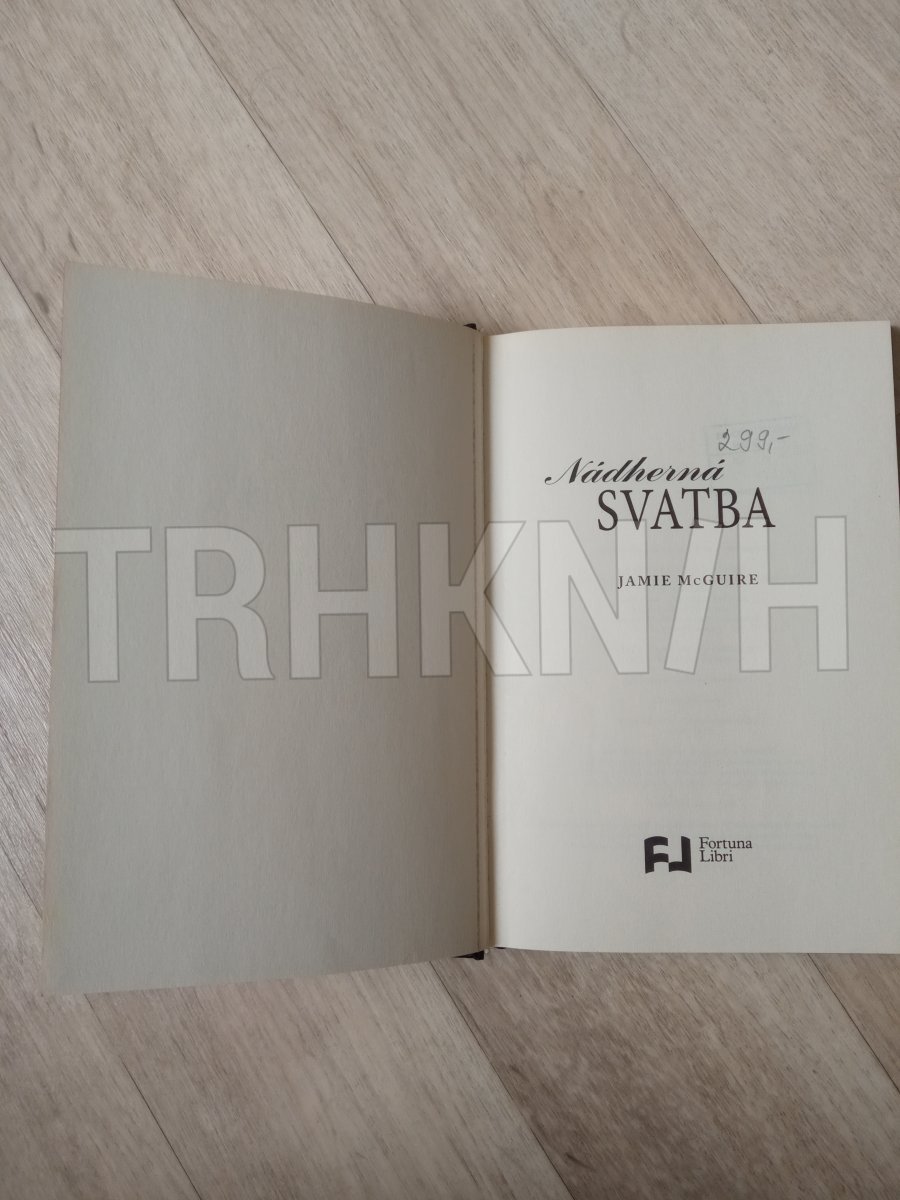 299,-
Nádherná
SVATBA
TRHKNIH
JAMIE McGUIRE
Fortuna
Libri